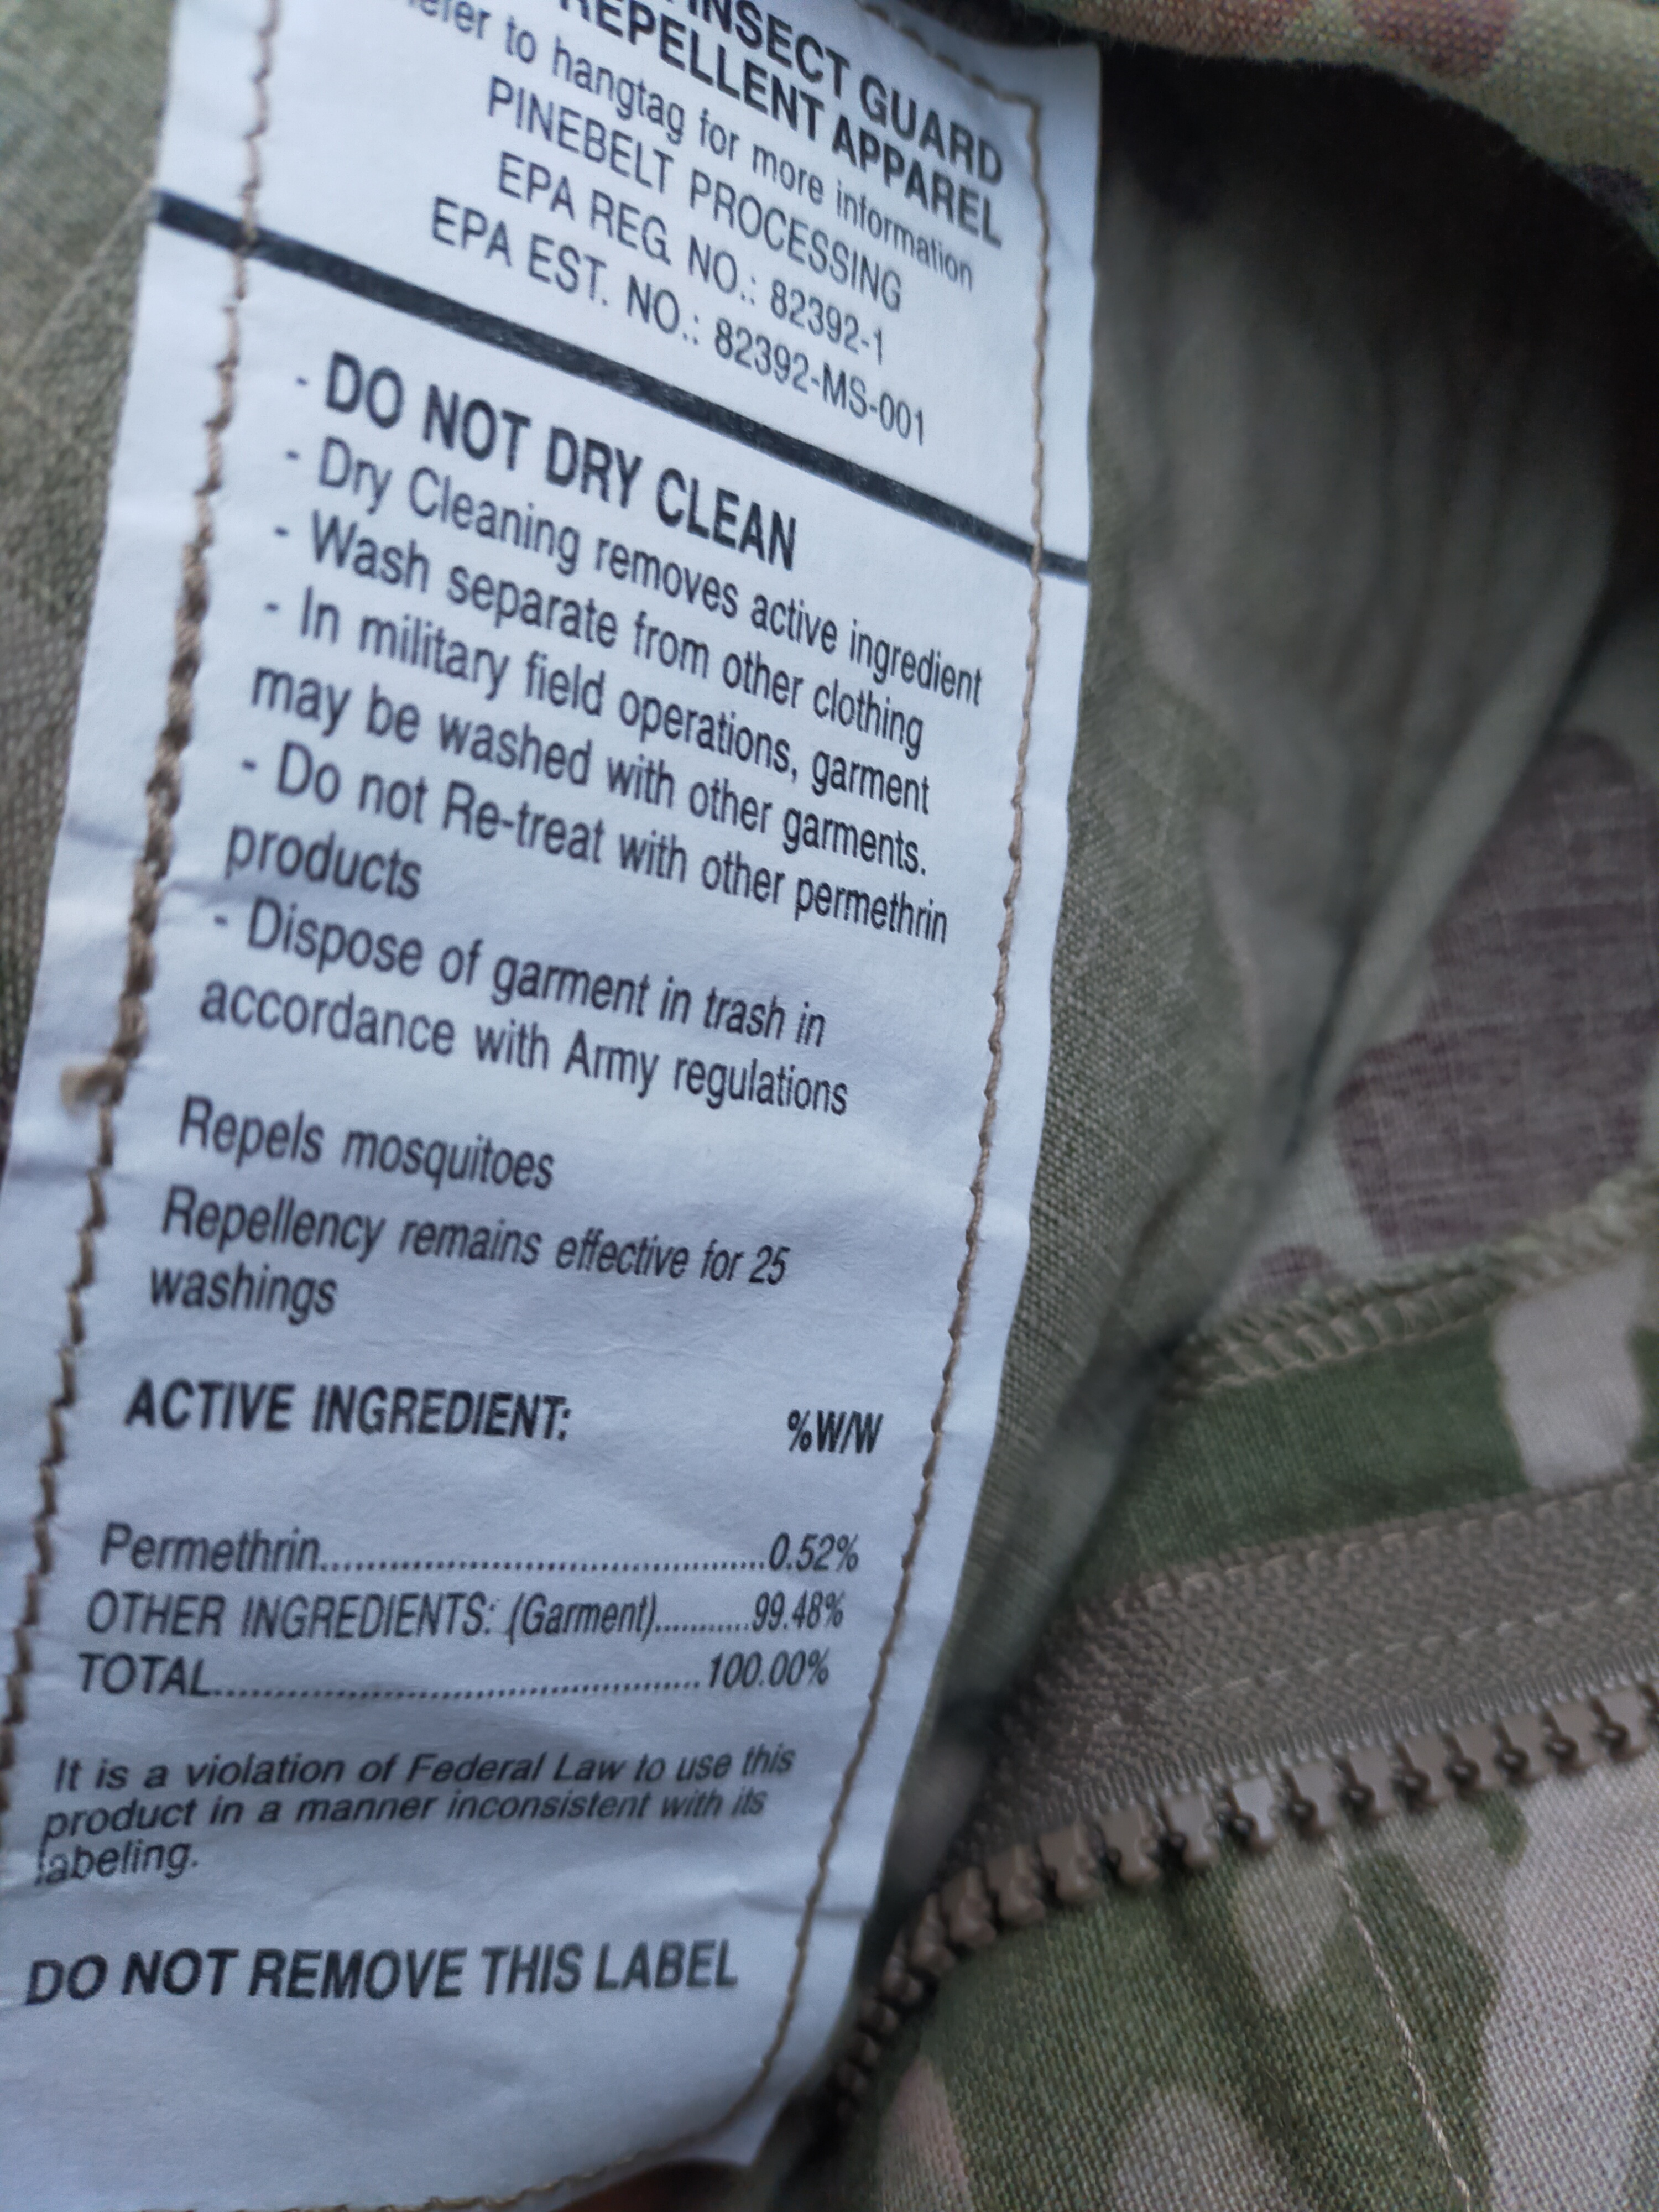 INSECT GUARD
REPELLENT APPAREL
to hangtag for more information
PINEBELT PROCESSING
EPA REG. NO.: 82392-1
EPA EST. NO.: 82392-MS-001
- DO NOT DRY CLEAN
- Dry Cleaning removes active ingredient
- Wash separate from other clothing
- In military field operations, garment
may be washed with other garments.
- Do not Re-treat with other permethrin
products
- Dispose of garment in trash in
accordance with Army regulations
Repels mosquitoes
Repellency remains effective for 25
washings
ACTIVE INGREDIENT: %W/W
Permethrin..........................................0.52%
OTHER INGREDIENTS: (Garment)...........99.48%
TOTAL..............................................100.00%
It is a violation of Federal Law to use this
product in a manner inconsistent with its
labeling.
DO NOT REMOVE THIS LABEL